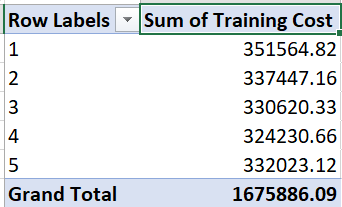 Row Labels Sum of Training Cost
1 351564.82
2 337447.16
3 330620.33
4 324230.66
5 332023.12
Grand Total 1675886.09